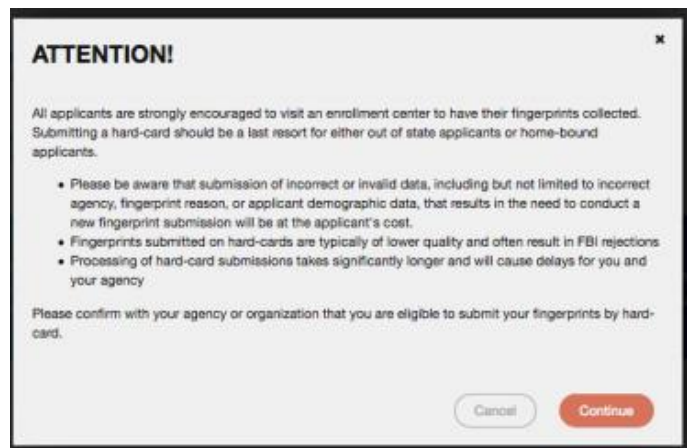 ✖
ATTENTION!
All applicants are strongly encouraged to visit an enrollment center to have their fingerprints collected.
Submitting a hard-card should be a last resort for either out of state applicants or home-bound
applicants.
• Please be aware that submission of incorrect or invalid data, including but not limited to incorrect
agency, fingerprint reason, or applicant demographic data, that results in the need to conduct a
new fingerprint submission will be at the applicant's cost.
• Fingerprints submitted on hard-cards are typically of lower quality and often result in FBI rejections
• Processing of hard-card submissions takes significantly longer and will cause delays for you and
your agency
Please confirm with your agency or organization that you are eligible to submit your fingerprints by hard-
card.
Cancel Continue